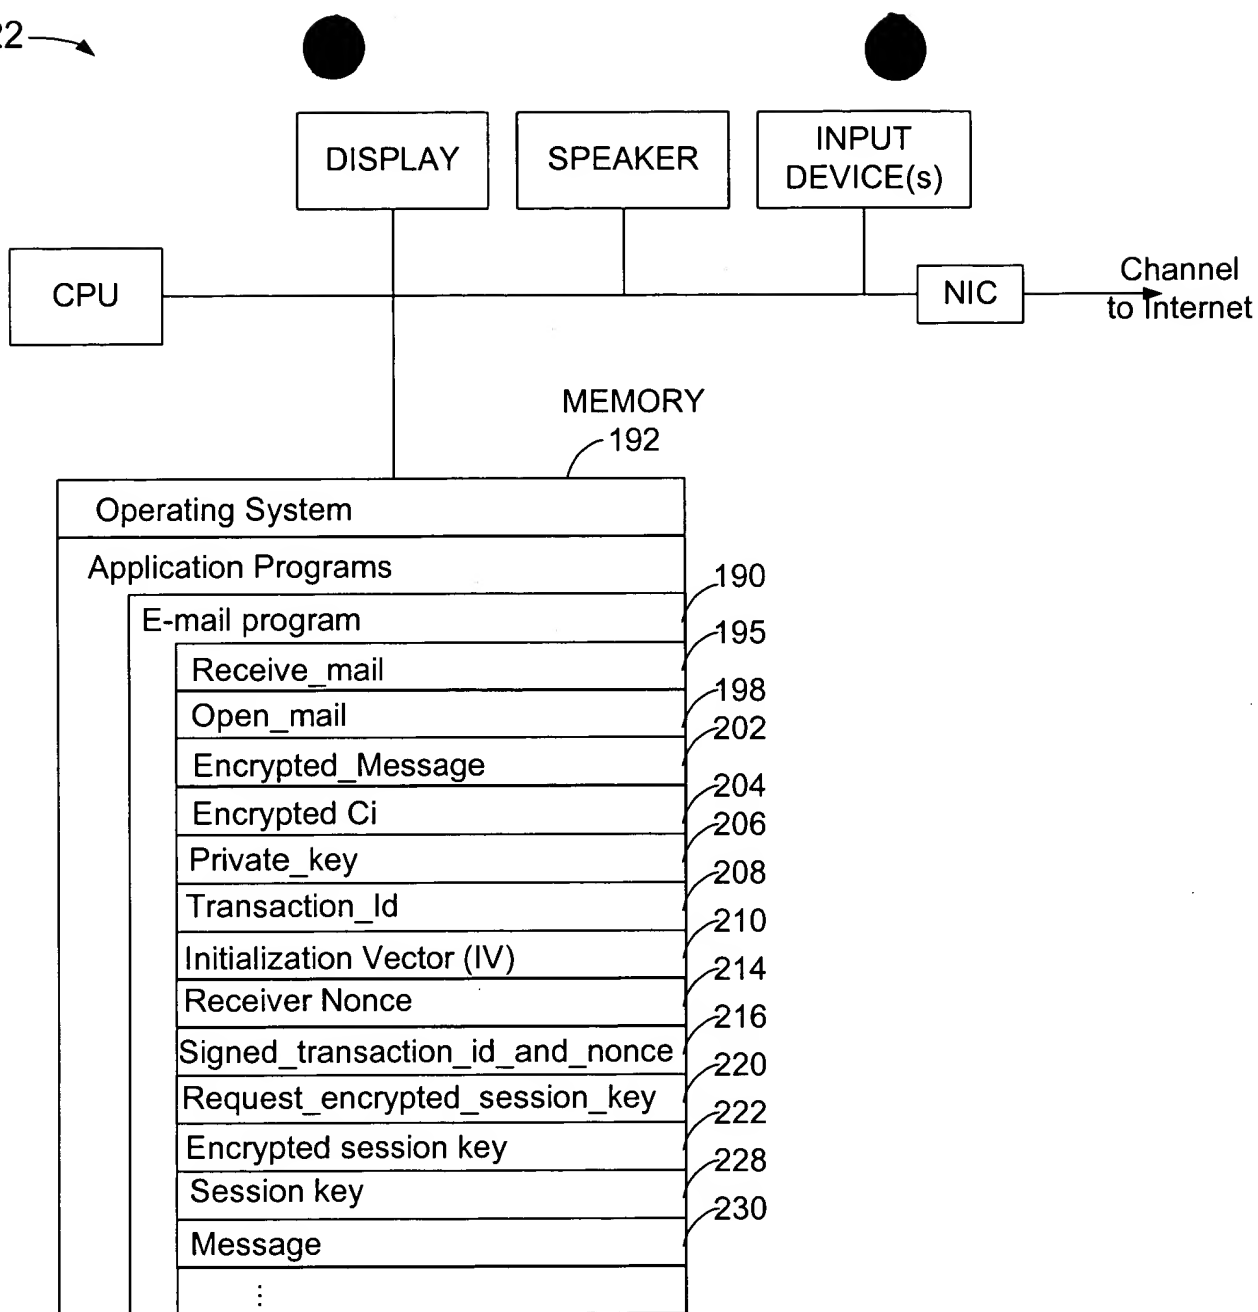 22
DISPLAY
SPEAKER
INPUT
DEVICE(s)
CPU
NIC
Channel
to Internet
MEMORY
192
Operating System
Application Programs
190
E-mail program
195
Receive_mail
198
Open_mail
202
Encrypted_Message
204
Encrypted Ci
206
Private_key
208
Transaction_Id
210
Initialization Vector (IV)
214
Receiver Nonce
216
Signed_transaction_id_and_nonce
220
Request_encrypted_session_key
222
Encrypted session key
228
Session key
230
Message
⋮